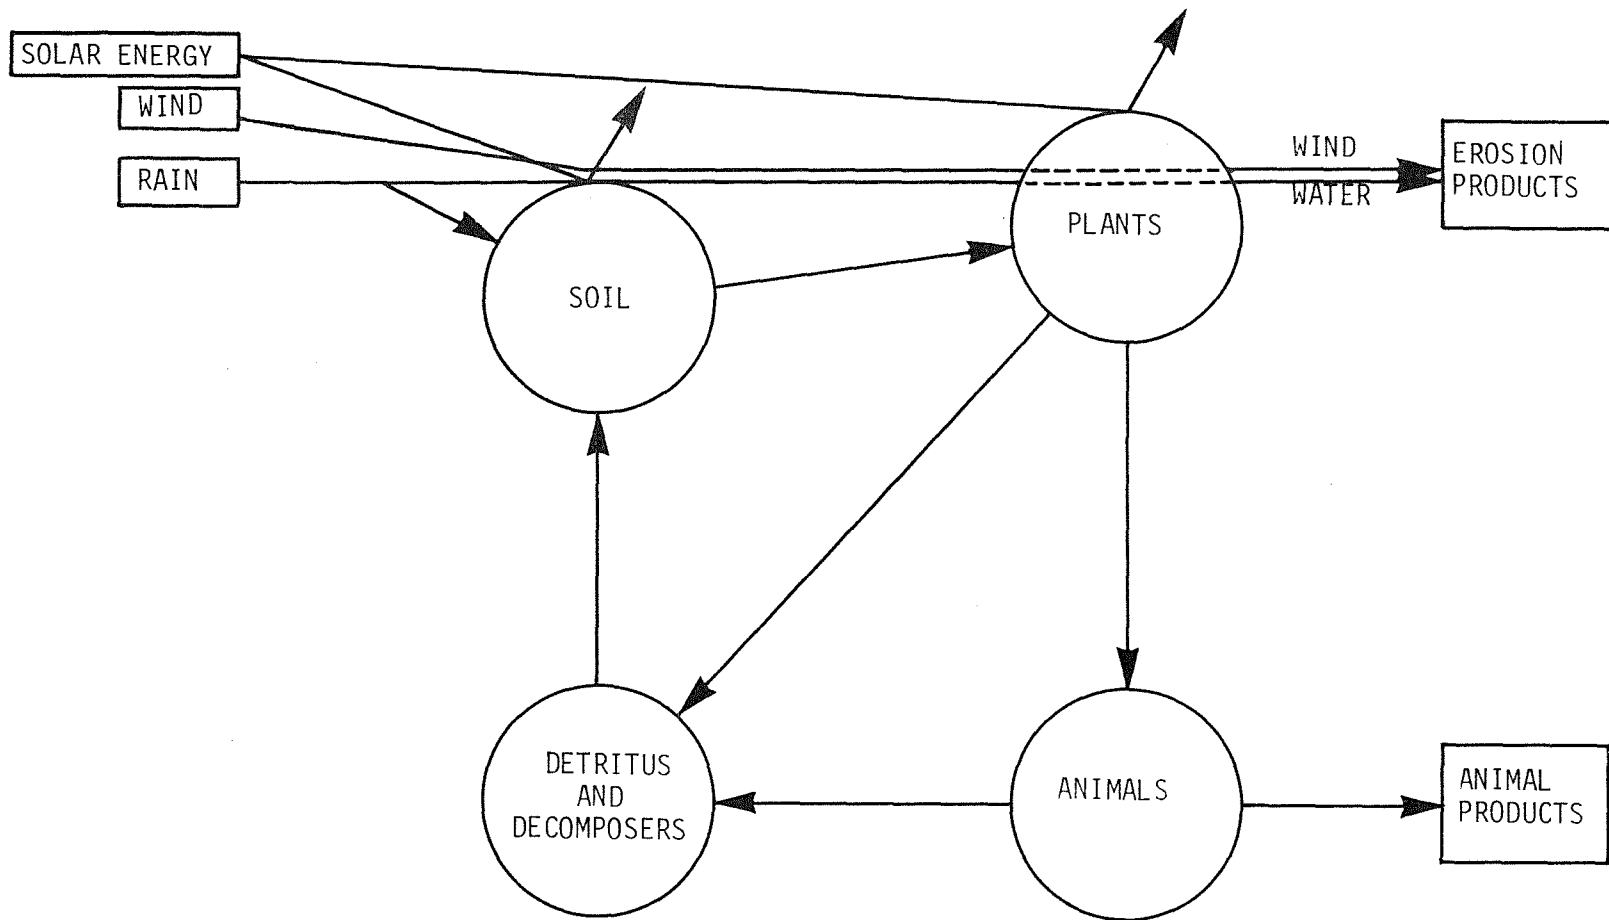 SOLAR ENERGY
WIND
RAIN
WIND
WATER
EROSION
PRODUCTS
PLANTS
SOIL
DETRITUS
AND
DECOMPOSERS
ANIMALS
ANIMAL
PRODUCTS